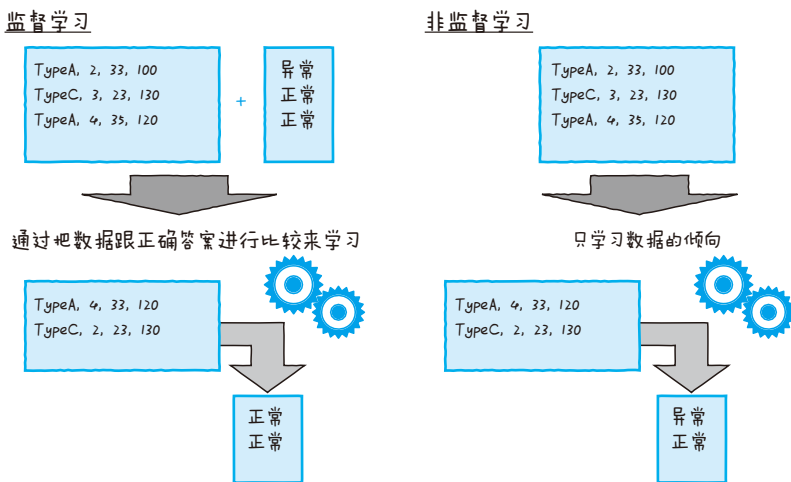 监督学习
TypeA, 2, 33, 100
TypeC, 3, 23, 130
TypeA, 4, 35, 120
+
异常
正常
正常
通过把数据跟正确答案进行比较来学习
TypeA, 4, 33, 120
TypeC, 2, 23, 130
正常
正常
非监督学习
TypeA, 2, 33, 100
TypeC, 3, 23, 130
TypeA, 4, 35, 120
只学习数据的倾向
TypeA, 4, 33, 120
TypeC, 2, 23, 130
异常
正常